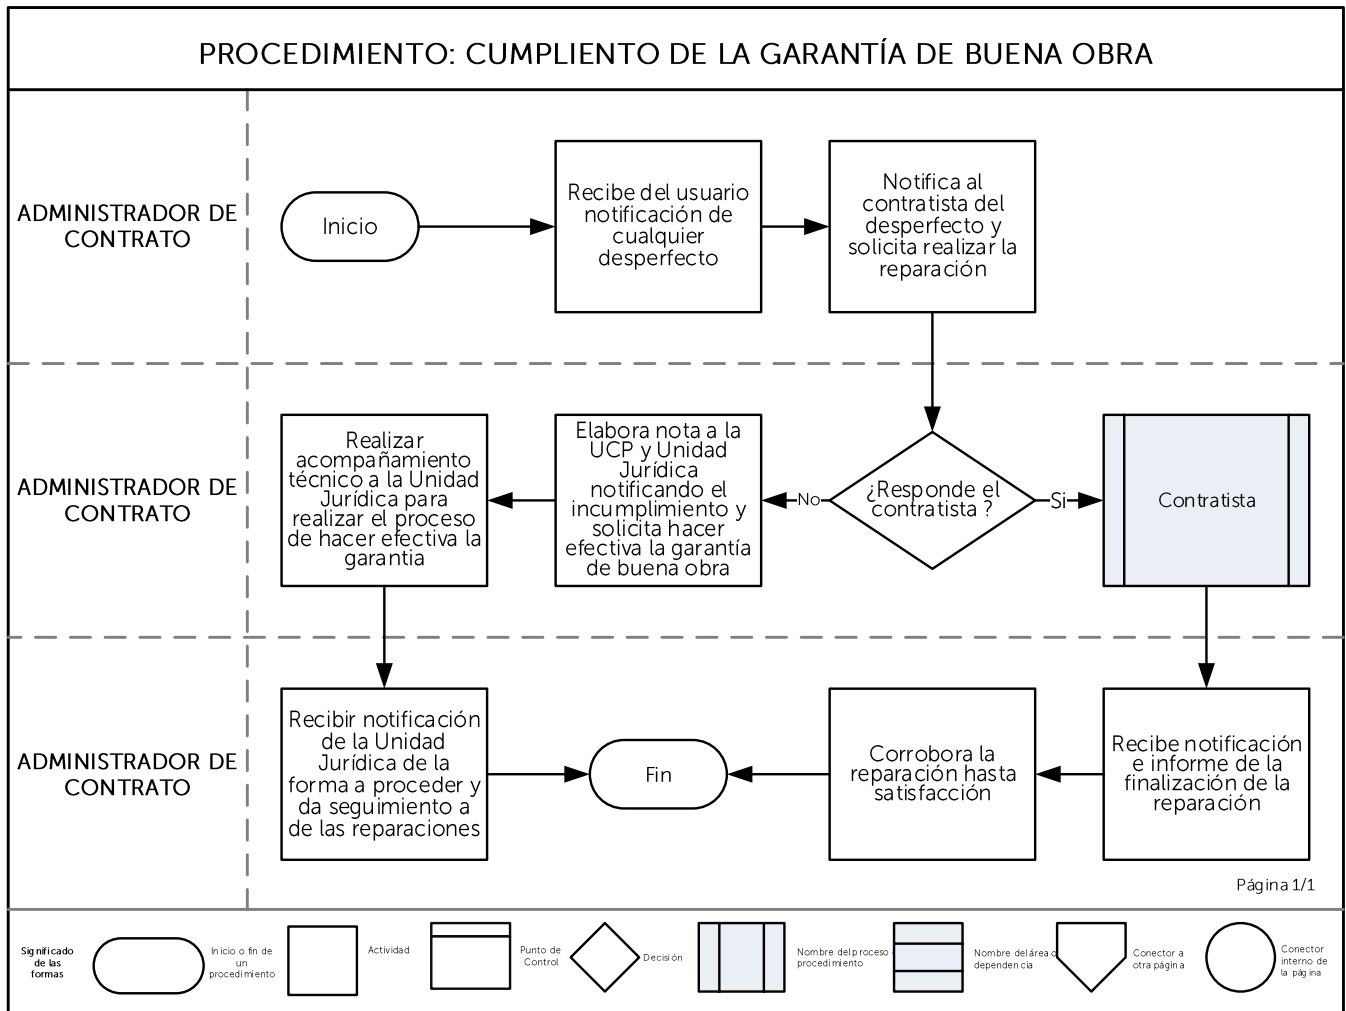 PROCEDIMIENTO: CUMPLIENTO DE LA GARANTÍA DE BUENA OBRA
ADMINISTRADOR DE
CONTRATO
Inicio
Recibe del usuario
notificación de
cualquier
desperfecto
Notifica al
contratista del
desperfecto y
solicita realizar la
reparación
ADMINISTRADOR DE
CONTRATO
Realizar
acompañamiento
técnico a la Unidad
Jurídica para
realizar el proceso
de hacer efectiva la
garantia
Elabora nota a la
UCP y Unidad
Jurídica
notificando el
incumplimiento y
solicita hacer
efectiva la garantía
de buena obra
No
¿Responde el
contratista ?
Si
Contratista
ADMINISTRADOR DE
CONTRATO
Recibir notificación
de la Unidad
Jurídica de la
forma a proceder y
da seguimiento a
de las reparaciones
Fin
Corrobora la
reparación hasta
satisfacción
Recibe notificación
e informe de la
finalización de la
reparación
Página 1/1
Significado
de las
formas
Inicio o fin de
un
procedimiento
Actividad
Punto de
Control
Decisión
Nombre del proceso
procedimiento
Nombre del área o
dependencia
Conector a
otra página
Conector
interno de
la página